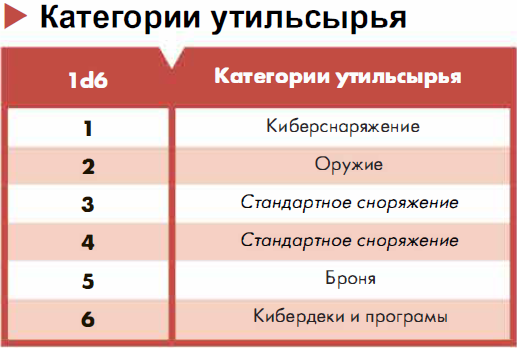 Категории утильсырья
1d6 Категории утильсырья
1 Киберснаряжение
2 Оружие
3 Стандартное сноряжение
4 Стандартное сноряжение
5 Броня
6 Кибердеки и програмы